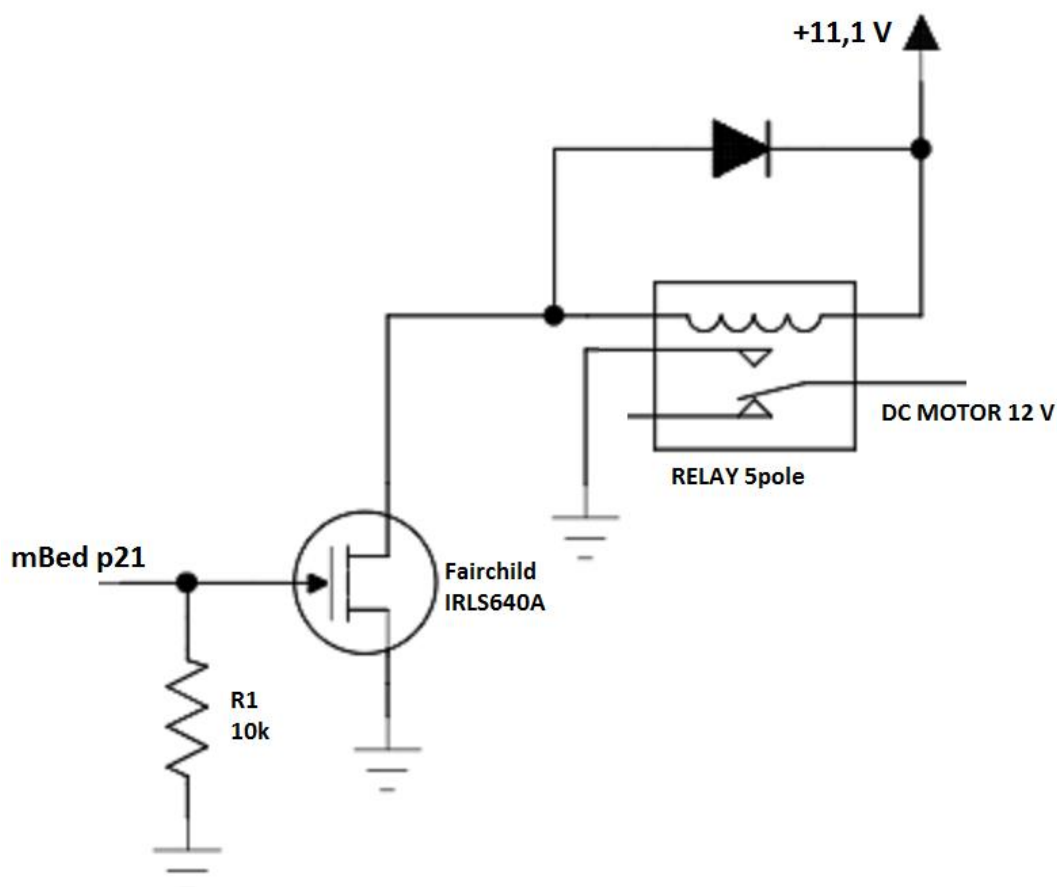 +11,1 V
DC MOTOR 12 V
RELAY 5pole
mBed p21
Fairchild
IRLS640A
R1
10k